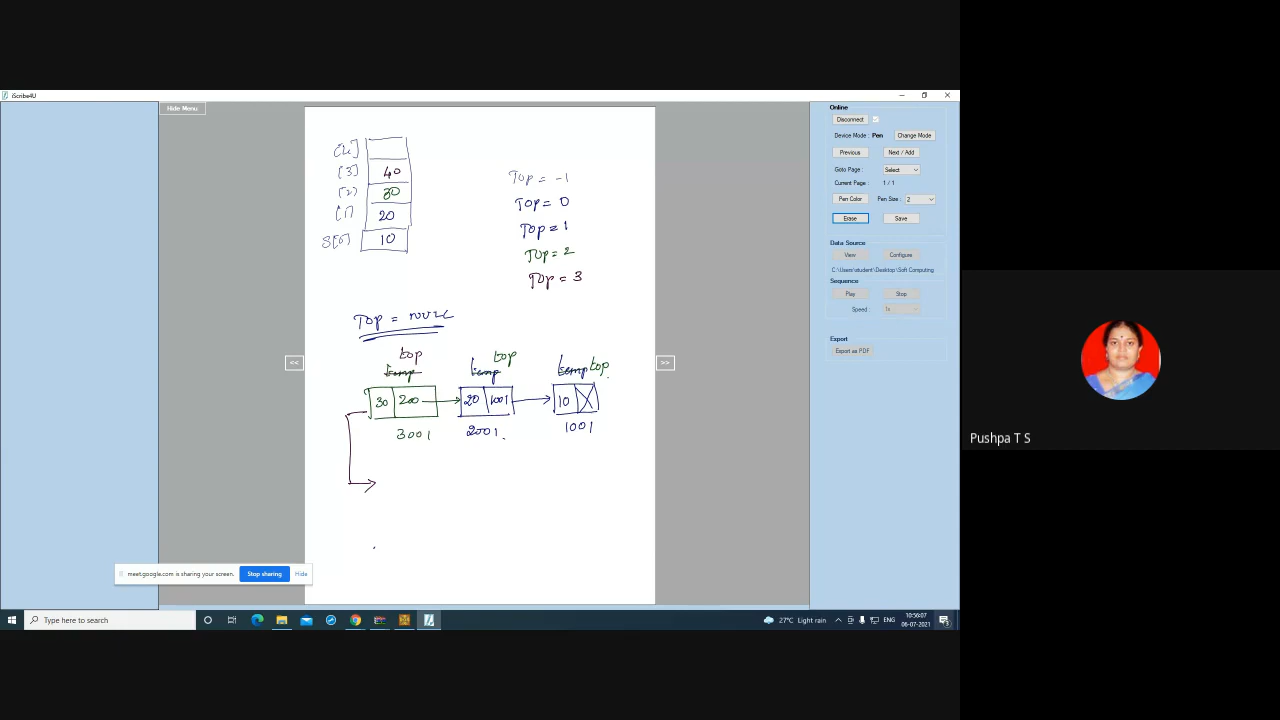 iScribe4U
Hide Menu
[4]
[3] 40
[2] 30
[1] 20
S[0] 10
Top = -1
Top = 0
Top = 1
Top = 2
Top = 3
Top = NULL
top
temp
top
temp
temp top
30 200
20 1001
10
3001
2001
1001
<<
>>
Online
Disconnect
Device Mode : Pen
Change Mode
Previous
Next / Add
Goto Page :
Select
Current Page :
1 / 1
Pen Color
Pen Size :
2
Erase
Save
Data Source
View
Configure
C:\Users\student\Desktop\Soft Computing
Sequence
Play
Stop
Speed :
1x
Export
Export as PDF
Pushpa T S
meet.google.com is sharing your screen.
Stop sharing
Hide
Type here to search
27°C Light rain
ENG
10:56:07
06-07-2021